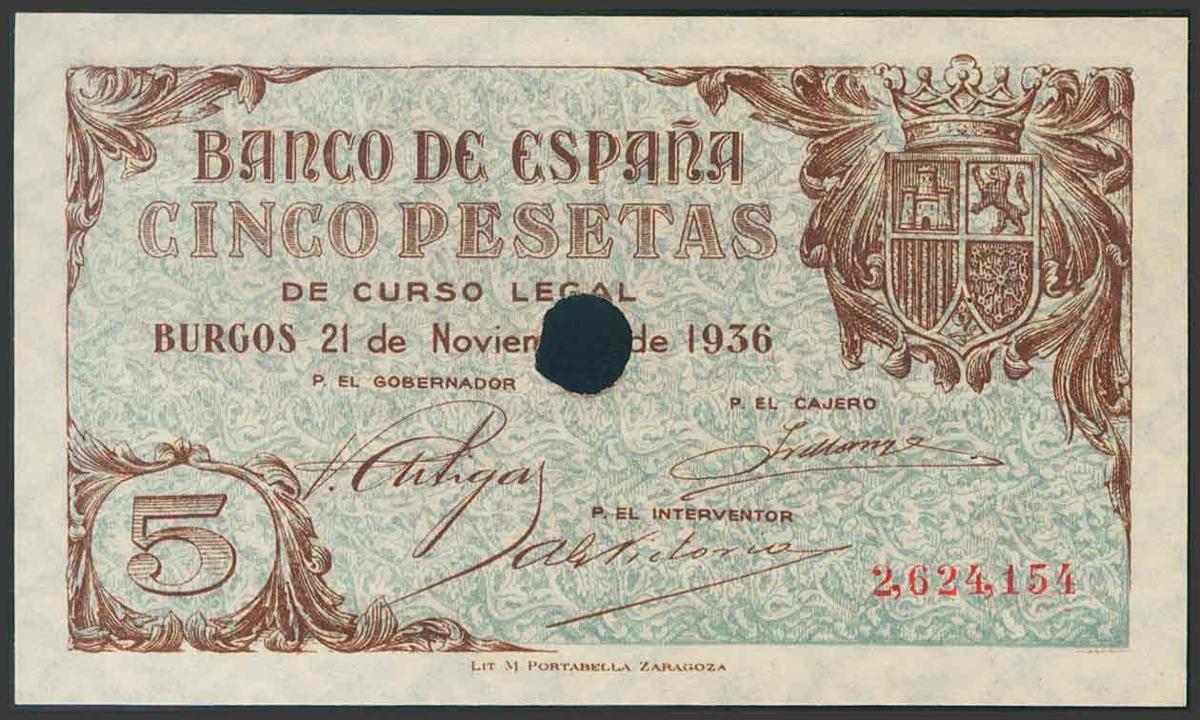 BANCO DE ESPAÑA
CINCO PESETAS
DE CURSO LEGAL
BURGOS 21 de Noviem de 1936
P. EL GOBERNADOR
P. EL CAJERO
P. EL INTERVENTOR
5
2,624,154
LIT M PORTABELLA ZARAGOZA